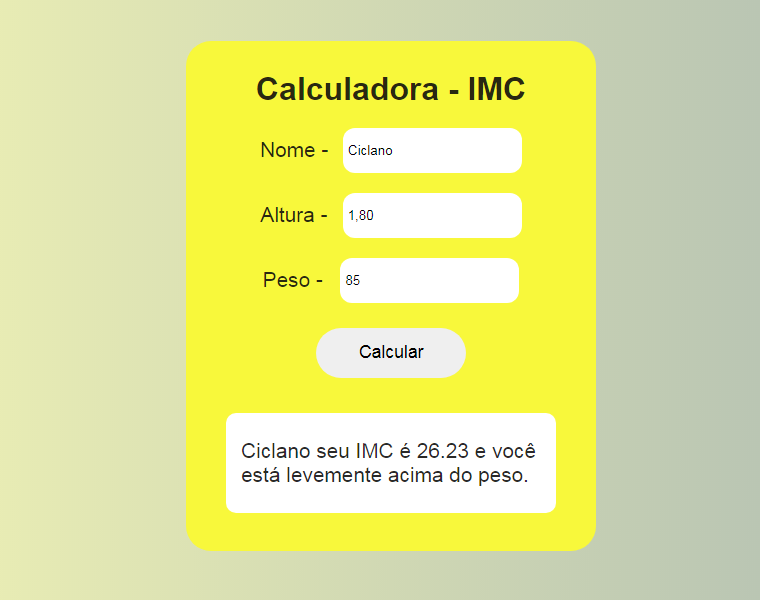 Calculadora - IMC
Nome - Ciclano
Altura - 1,80
Peso - 85
Calcular
Ciclano seu IMC é 26.23 e você
está levemente acima do peso.